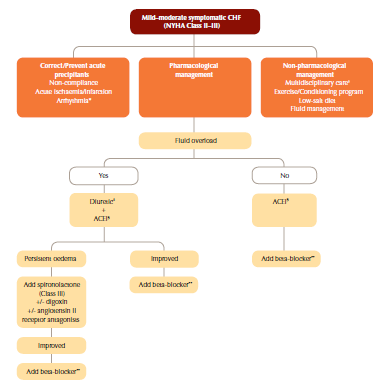 Mild–moderate symptomatic CHF
(NYHA Class II–III)
Correct/Prevent acute
precipitants
Non-compliance
Acute ischaemia/infarction
Arrhythmia*
Pharmacological
management
Non-pharmacological
management
Multidisciplinary care†
Exercise/Conditioning program
Low-salt diet
Fluid management
Fluid overload
Yes
No
Diuretic‡
+
ACEI§
ACEI§
Persistent oedema
Improved
Add beta-blocker**
Add spironolactone
(Class III)
+/- digoxin
+/- angiotensin II
receptor antagonists
Add beta-blocker**
Improved
Add beta-blocker**